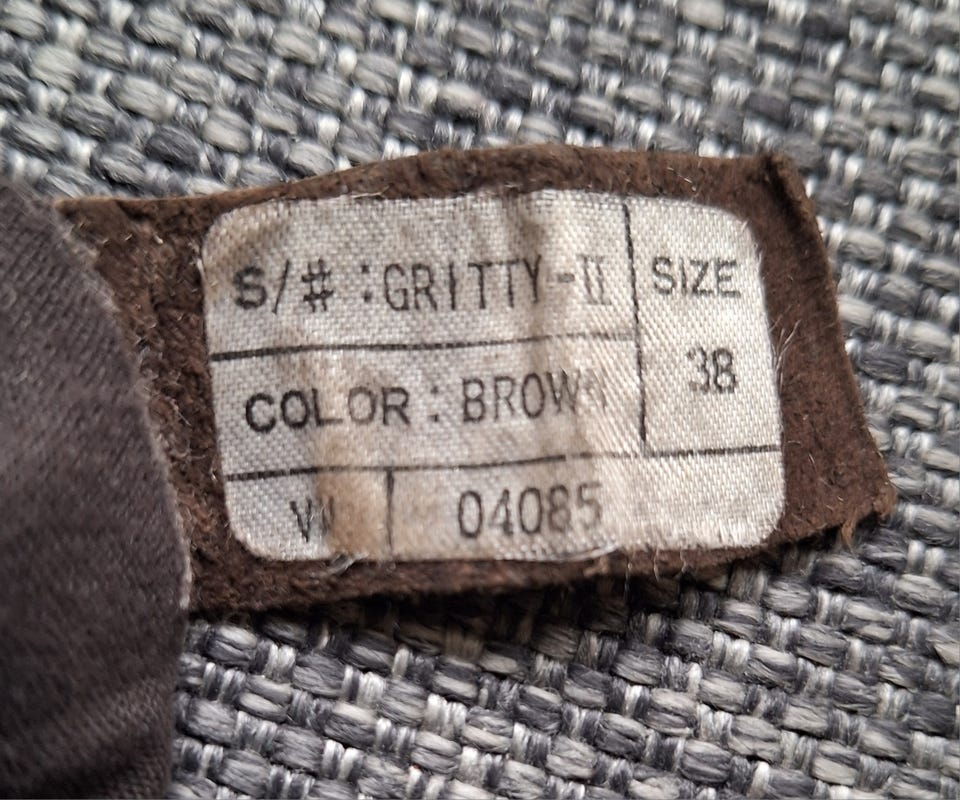 S/# : GRITTY-II
SIZE
38
COLOR : BROWN
04085